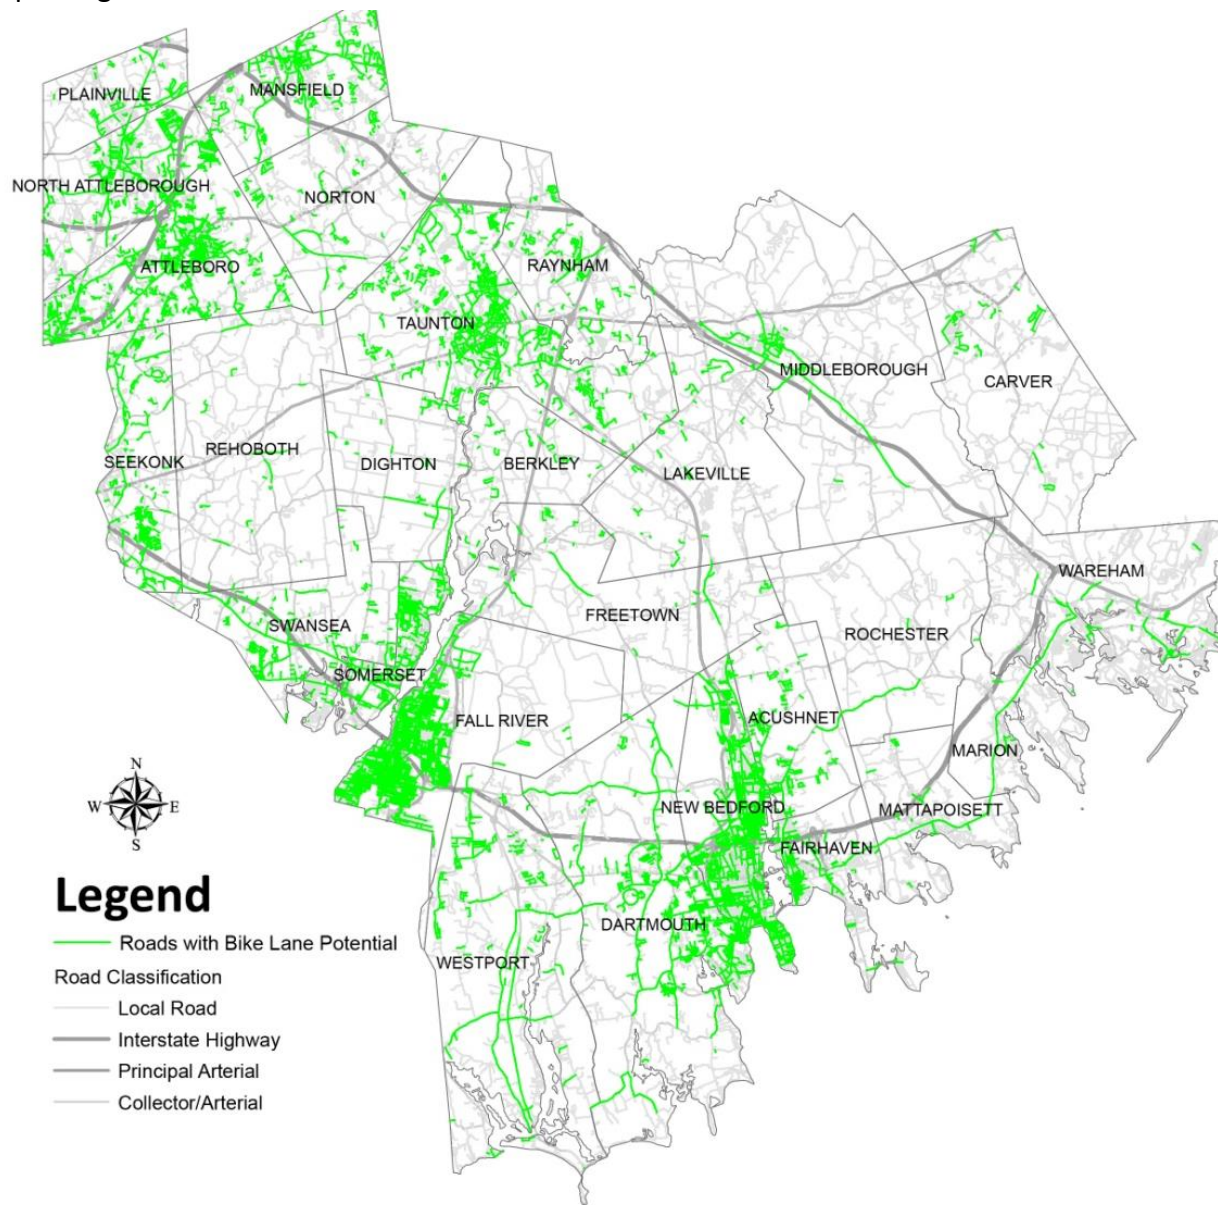 PLAINVILLE
MANSFIELD
NORTH ATTLEBOROUGH
NORTON
ATTLEBORO
RAYNHAM
TAUNTON
MIDDLEBOROUGH
CARVER
SEEKONK
REHOBOTH
DIGHTON
BERKLEY
LAKEVILLE
WAREHAM
SWANSEA
FREETOWN
ROCHESTER
SOMERSET
FALL RIVER
ACUSHNET
MARION
NEW BEDFORD
MATTAPOISETT
FAIRHAVEN
DARTMOUTH
WESTPORT
N
W E
S
Legend
Roads with Bike Lane Potential
Road Classification
Local Road
Interstate Highway
Principal Arterial
Collector/Arterial